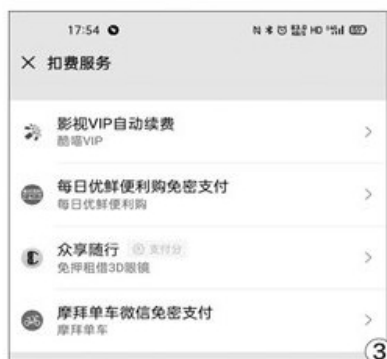 17:54 HD 5G
× 扣费服务
影视VIP自动续费
酷喵VIP
每日优鲜便利购免密支付
每日优鲜便利购
众享随行 支付分
免押租借3D眼镜
摩拜单车微信免密支付
摩拜单车
③